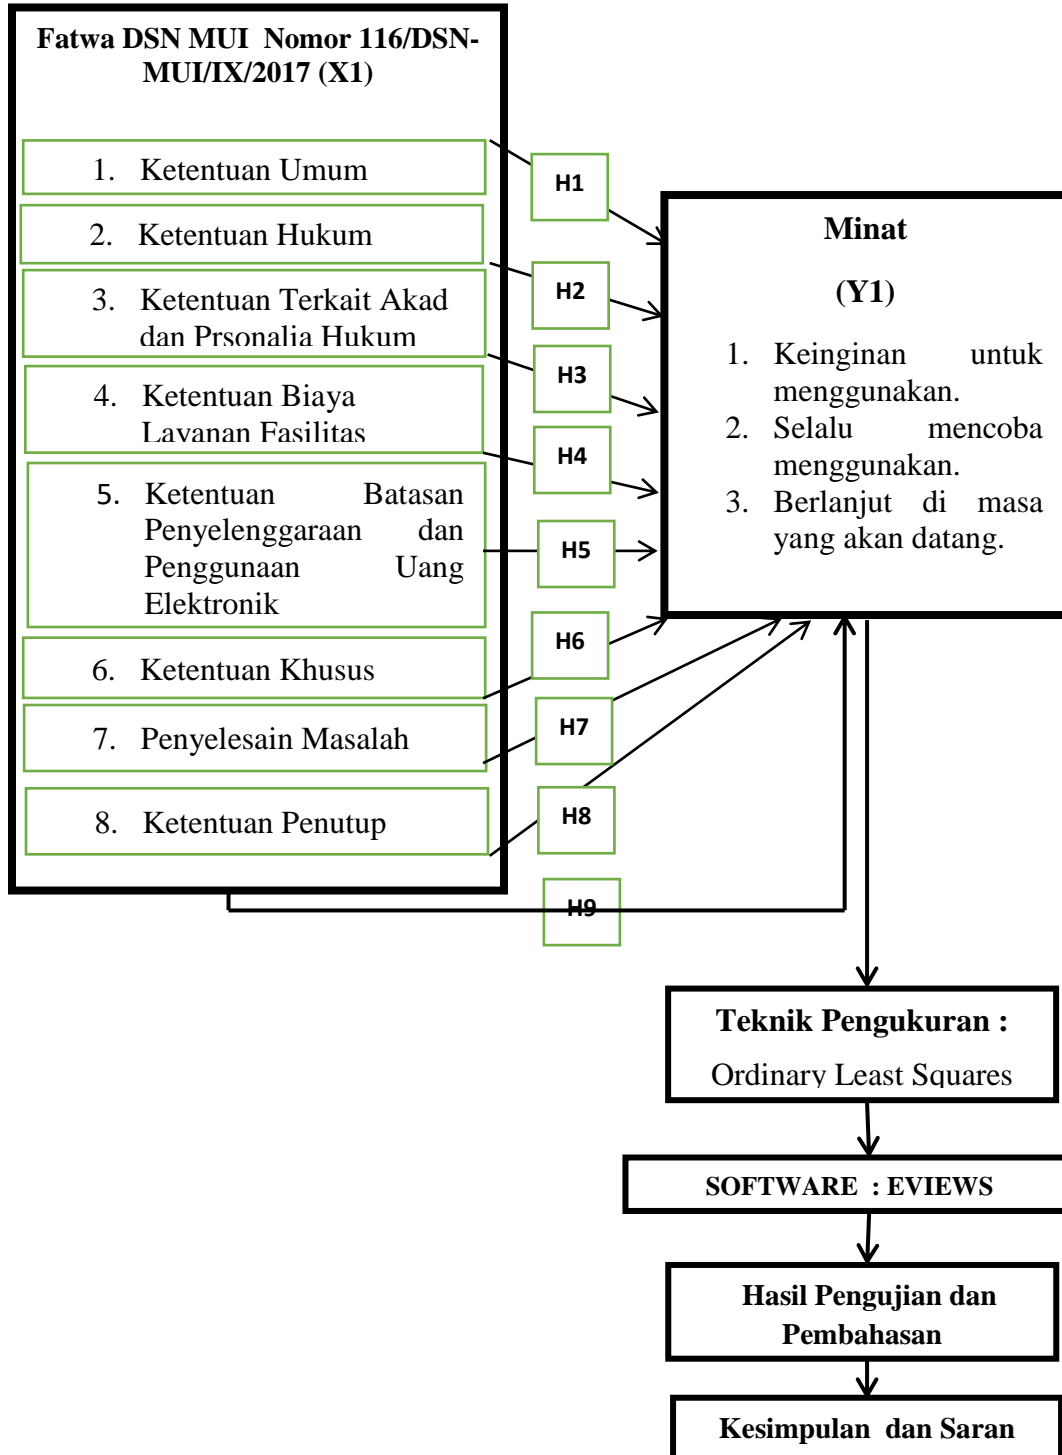 Fatwa DSN MUI Nomor 116/DSN-
MUI/IX/2017 (X1)
1. Ketentuan Umum
2. Ketentuan Hukum
3. Ketentuan Terkait Akad
dan Prsonalia Hukum
4. Ketentuan Biaya
Layanan Fasilitas
5. Ketentuan Batasan
Penyelenggaraan dan
Penggunaan Uang
Elektronik
6. Ketentuan Khusus
7. Penyelesain Masalah
8. Ketentuan Penutup
H1
H2
H3
H4
H5
H6
H7
H8
H9
Minat
(Y1)
1. Keinginan untuk
menggunakan.
2. Selalu mencoba
menggunakan.
3. Berlanjut di masa
yang akan datang.
Teknik Pengukuran :
Ordinary Least Squares
SOFTWARE : EVIEWS
Hasil Pengujian dan
Pembahasan
Kesimpulan dan Saran